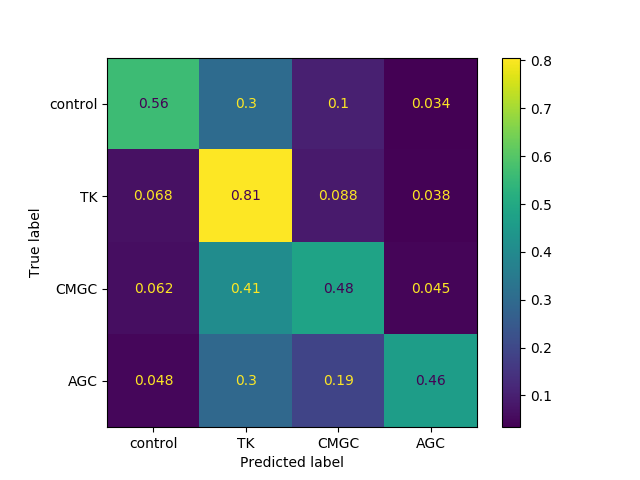 control 0.56 0.3 0.1 0.034
TK 0.068 0.81 0.088 0.038
CMGC 0.062 0.41 0.48 0.045
AGC 0.048 0.3 0.19 0.46
control TK CMGC AGC
Predicted label
True label
0.8
0.7
0.6
0.5
0.4
0.3
0.2
0.1